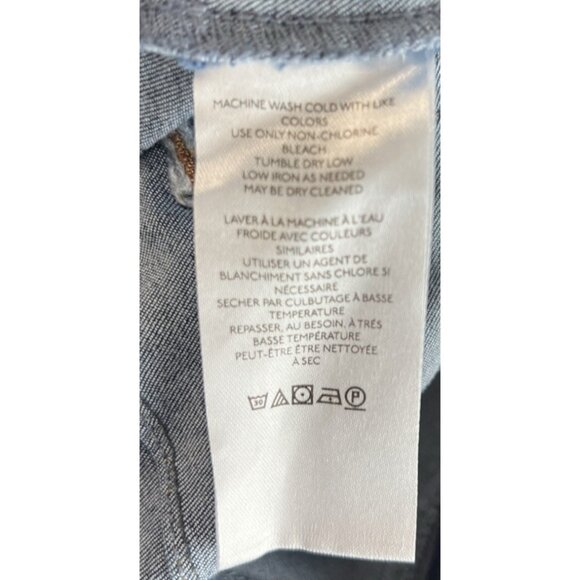 MACHINE WASH COLD WITH LIKE
COLORS
USE ONLY NON-CHLORINE
BLEACH
TUMBLE DRY LOW
LOW IRON AS NEEDED
MAY BE DRY CLEANED
LAVER À LA MACHINE À L'EAU
FROIDE AVEC COULEURS
SIMILAIRES
UTILISER UN AGENT DE
BLANCHIMENT SANS CHLORE SI
NÉCESSAIRE
SECHER PAR CULBUTAGE À BASSE
TEMPERATURE
REPASSER, AU BESOIN, À TRÉS
BASSE TEMPÉRATURE
PEUT-ÊTRE ÊTRE NETTOYÉE
À SEC
30 P